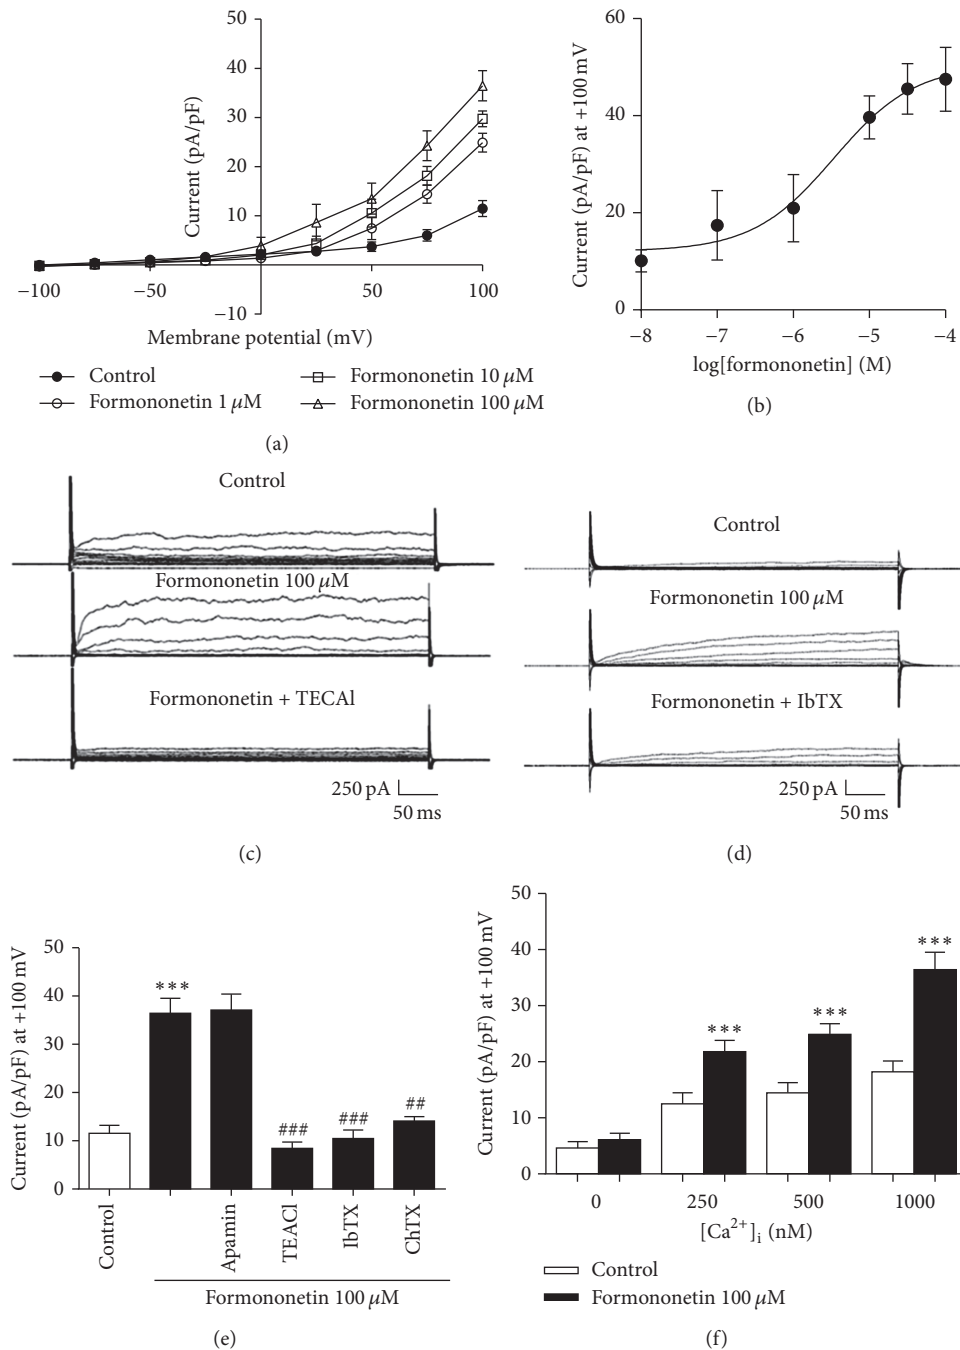 50
40
30
20
10
−10
Current (pA/pF)
−100
−50
50
100
Membrane potential (mV)
Control
Formononetin 1 μM
Formononetin 10 μM
Formononetin 100 μM
(a)
60
40
20
0
Current (pA/pF) at +100 mV
−8
−7
−6
−5
−4
log[formononetin] (M)
(b)
Control
Formononetin 100 μM
Formononetin + TECAl
250 pA
50 ms
(c)
Control
Formononetin 100 μM
Formononetin + IbTX
250 pA
50 ms
(d)
50
40
30
20
10
0
Current (pA/pF) at +100 mV
***
###
###
##
Control
Apamin
TEACl
IbTX
ChTX
Formononetin 100 μM
(e)
50
40
30
20
10
0
Current (pA/pF) at +100 mV
***
***
***
0
250
500
1000
[Ca²⁺]ᵢ (nM)
Control
Formononetin 100 μM
(f)